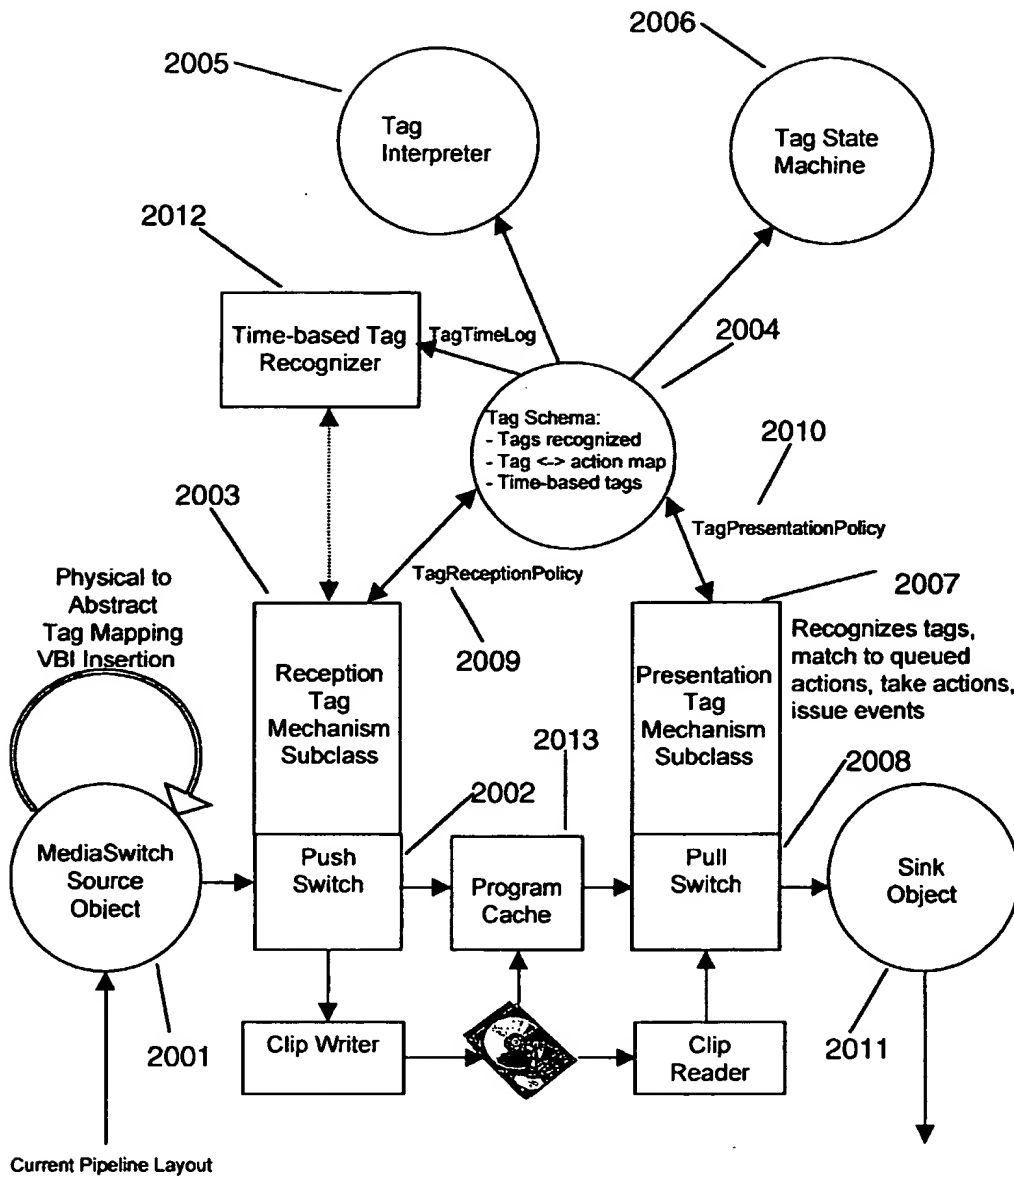 2006
2005
Tag
Interpreter
Tag State
Machine
2012
Time-based Tag
Recognizer
TagTimeLog
2004
Tag Schema:
- Tags recognized
- Tag <-> action map
- Time-based tags
2010
2003
TagPresentationPolicy
TagReceptionPolicy
Physical to
Abstract
Tag Mapping
VBI Insertion
2009
2007
Recognizes tags,
match to queued
actions, take actions,
issue events
Reception
Tag
Mechanism
Subclass
Presentation
Tag
Mechanism
Subclass
2013
2002
2008
MediaSwitch
Source
Object
Push
Switch
Program
Cache
Pull
Switch
Sink
Object
2001
Clip Writer
Clip
Reader
2011
Current Pipeline Layout